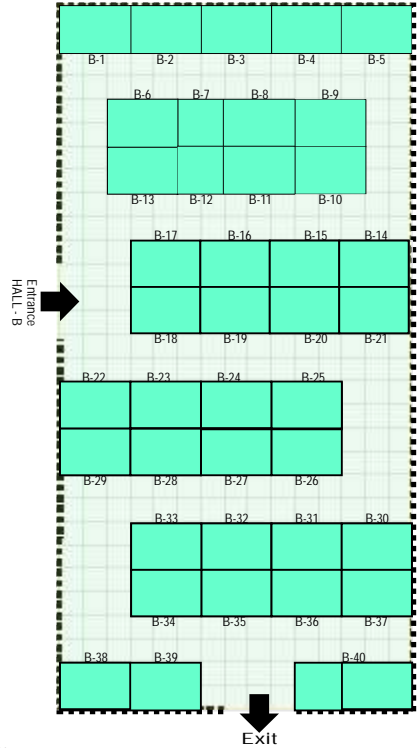 B-1 B-2 B-3 B-4 B-5
B-6 B-7 B-8 B-9
B-13 B-12 B-11 B-10
B-17 B-16 B-15 B-14
Entrance
HALL - B
B-18 B-19 B-20 B-21
B-22 B-23 B-24 B-25
B-29 B-28 B-27 B-26
B-33 B-32 B-31 B-30
B-34 B-35 B-36 B-37
B-38 B-39 B-40
Exit